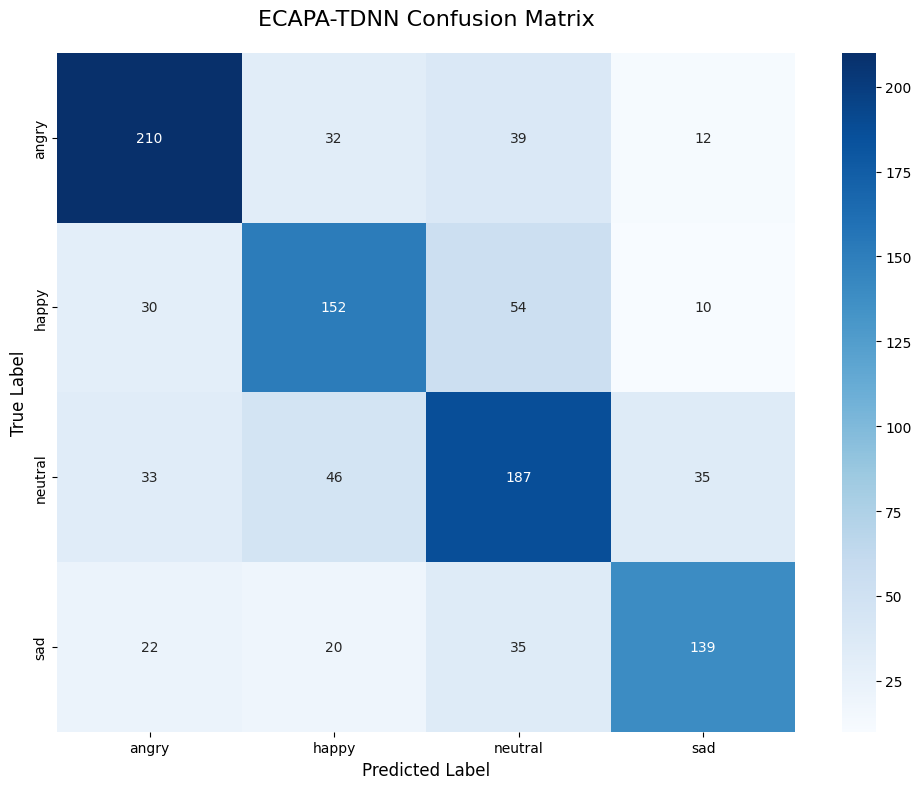 ECAPA-TDNN Confusion Matrix
True Label
angry
210 32 39 12
happy
30 152 54 10
neutral
33 46 187 35
sad
22 20 35 139
angry happy neutral sad
Predicted Label
200
175
150
125
100
75
50
25